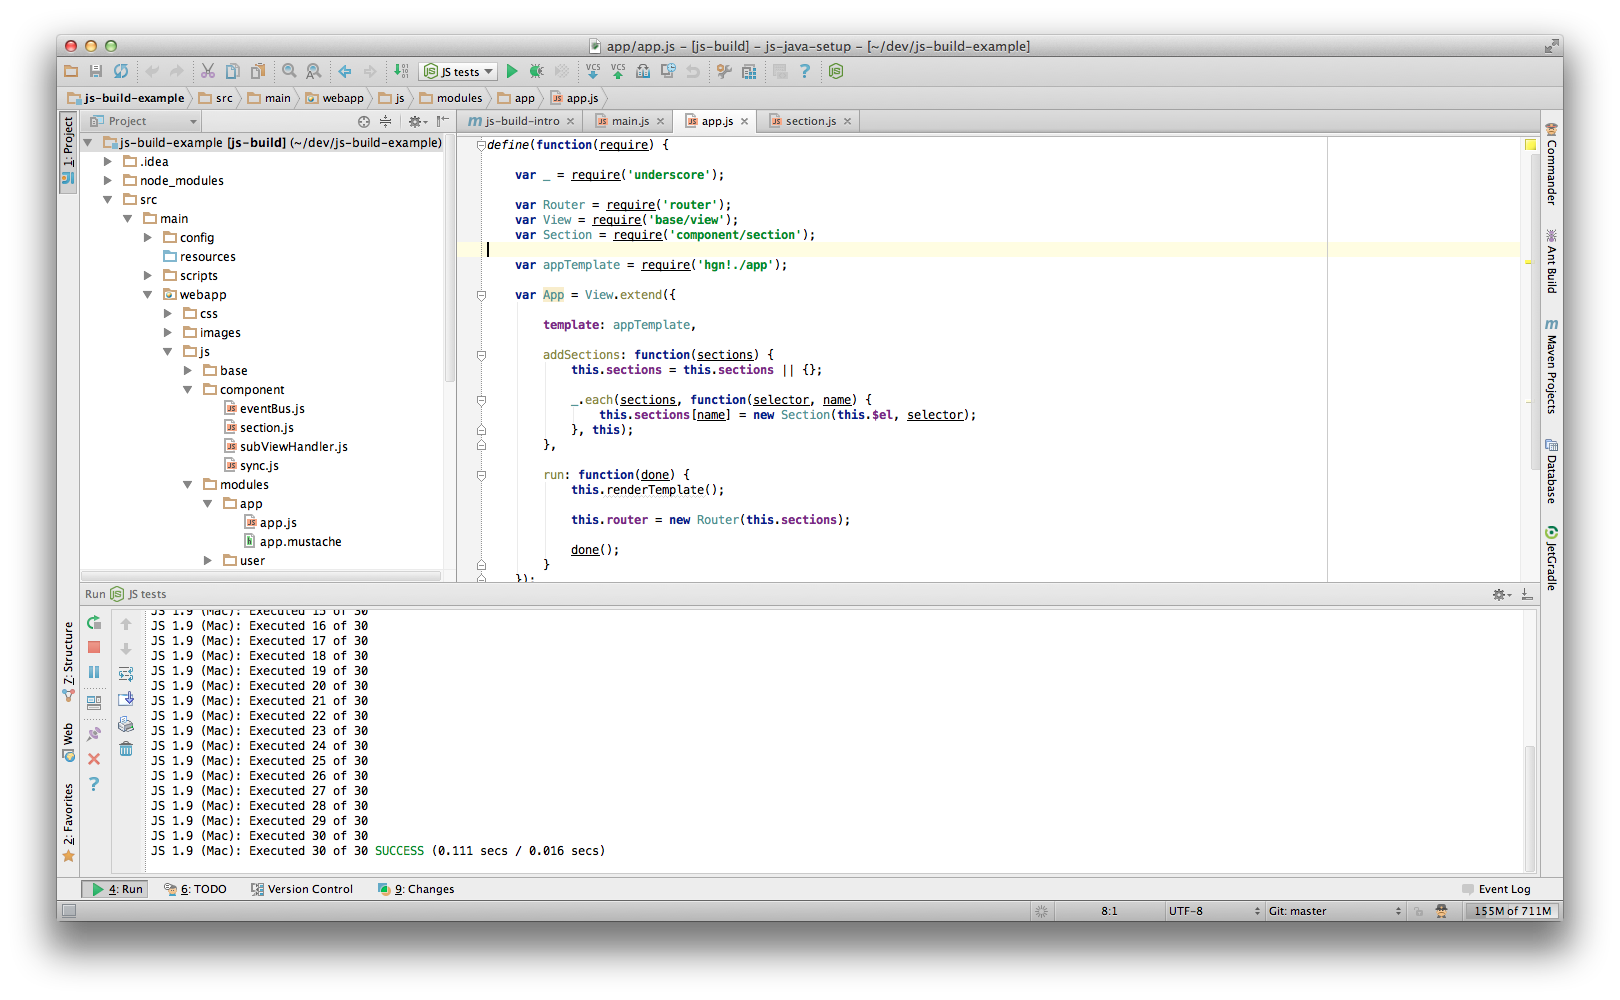 app/app.js – [js-build] – js-java-setup – [~/dev/js-build-example]
JS tests
VCS VCS
js-build-example src main webapp js modules app app.js
1: Project
Project
js-build-intro main.js app.js section.js
js-build-example [js-build] (~/dev/js-build-example)
.idea
node_modules
src
main
config
resources
scripts
webapp
css
images
js
base
component
eventBus.js
section.js
subViewHandler.js
sync.js
modules
app
app.js
app.mustache
user
define(function(require) {
var _ = require('underscore');
var Router = require('router');
var View = require('base/view');
var Section = require('component/section');
var appTemplate = require('hgn!./app');
var App = View.extend({
template: appTemplate,
addSections: function(sections) {
this.sections = this.sections || {};
_.each(sections, function(selector, name) {
this.sections[name] = new Section(this.$el, selector);
}, this);
},
run: function(done) {
this.renderTemplate();
this.router = new Router(this.sections);
done();
}
});
Commander
Ant Build
Maven Projects
Database
JetGradle
Run JS tests
7: Structure
Web
2: Favorites
JS 1.9 (Mac): Executed 15 of 30
JS 1.9 (Mac): Executed 16 of 30
JS 1.9 (Mac): Executed 17 of 30
JS 1.9 (Mac): Executed 18 of 30
JS 1.9 (Mac): Executed 19 of 30
JS 1.9 (Mac): Executed 20 of 30
JS 1.9 (Mac): Executed 21 of 30
JS 1.9 (Mac): Executed 22 of 30
JS 1.9 (Mac): Executed 23 of 30
JS 1.9 (Mac): Executed 24 of 30
JS 1.9 (Mac): Executed 25 of 30
JS 1.9 (Mac): Executed 26 of 30
JS 1.9 (Mac): Executed 27 of 30
JS 1.9 (Mac): Executed 28 of 30
JS 1.9 (Mac): Executed 29 of 30
JS 1.9 (Mac): Executed 30 of 30
JS 1.9 (Mac): Executed 30 of 30 SUCCESS (0.111 secs / 0.016 secs)
4: Run 6: TODO Version Control 9: Changes Event Log
8:1 UTF-8 Git: master 155M of 711M